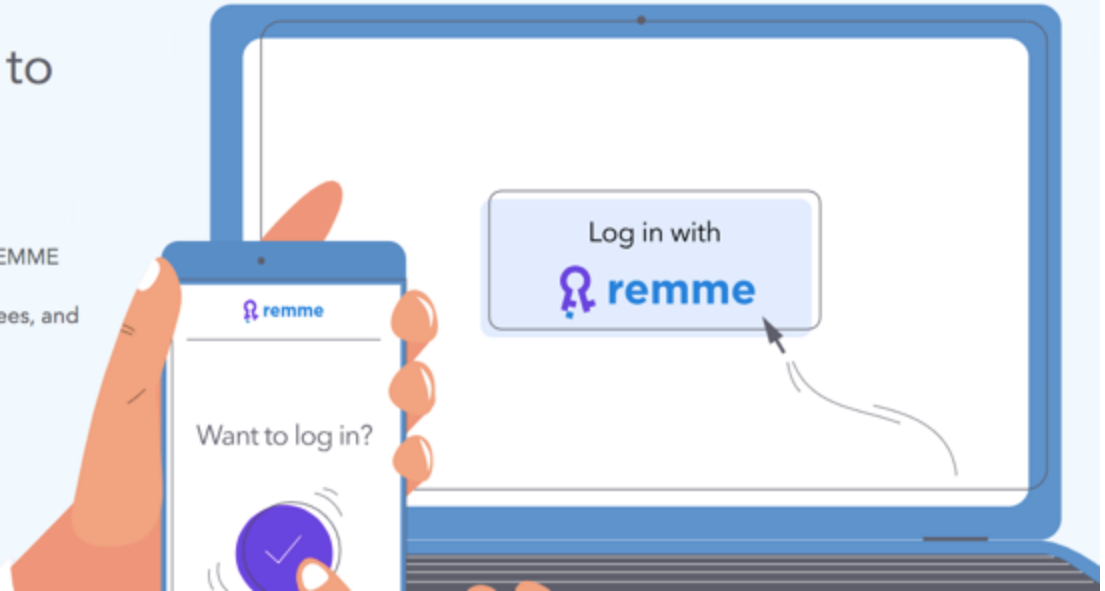 to
EMME
ees, and
Log in with
remme
remme
Want to log in?